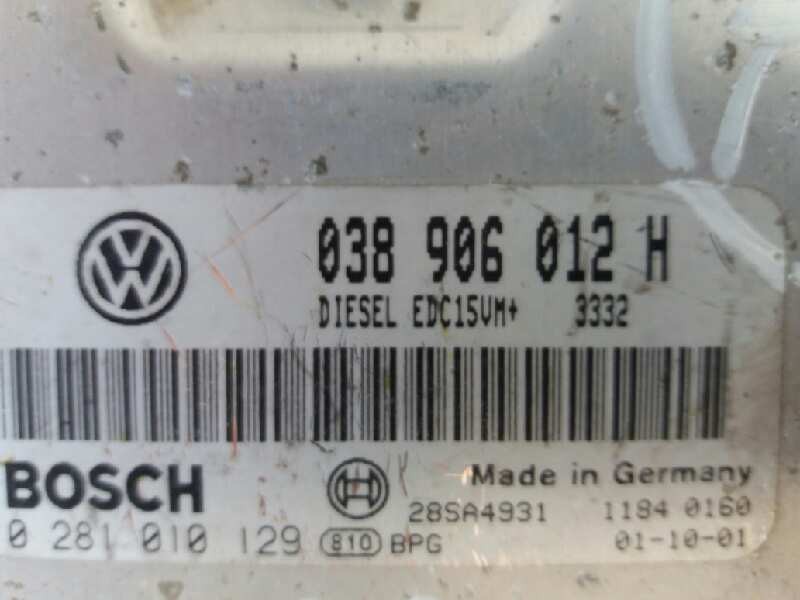 038 906 012 H
DIESEL EDC15VM+ 3332
BOSCH
Made in Germany
28SA4931 1184 0160
0 281 010 129 810 BPG 01-10-01